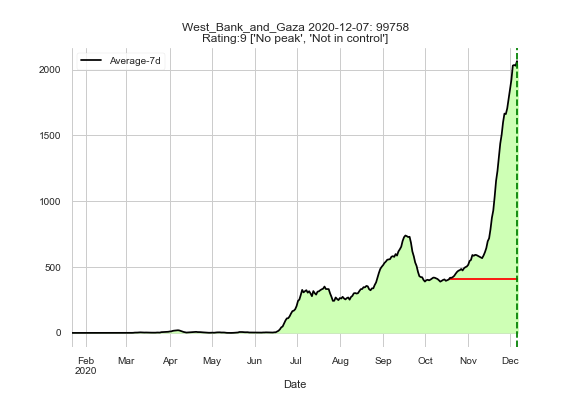 West_Bank_and_Gaza 2020-12-07: 99758
Rating:9 ['No peak', 'Not in control']
Average-7d
2000
1500
1000
500
0
Feb Mar Apr May Jun Jul Aug Sep Oct Nov Dec
2020
Date